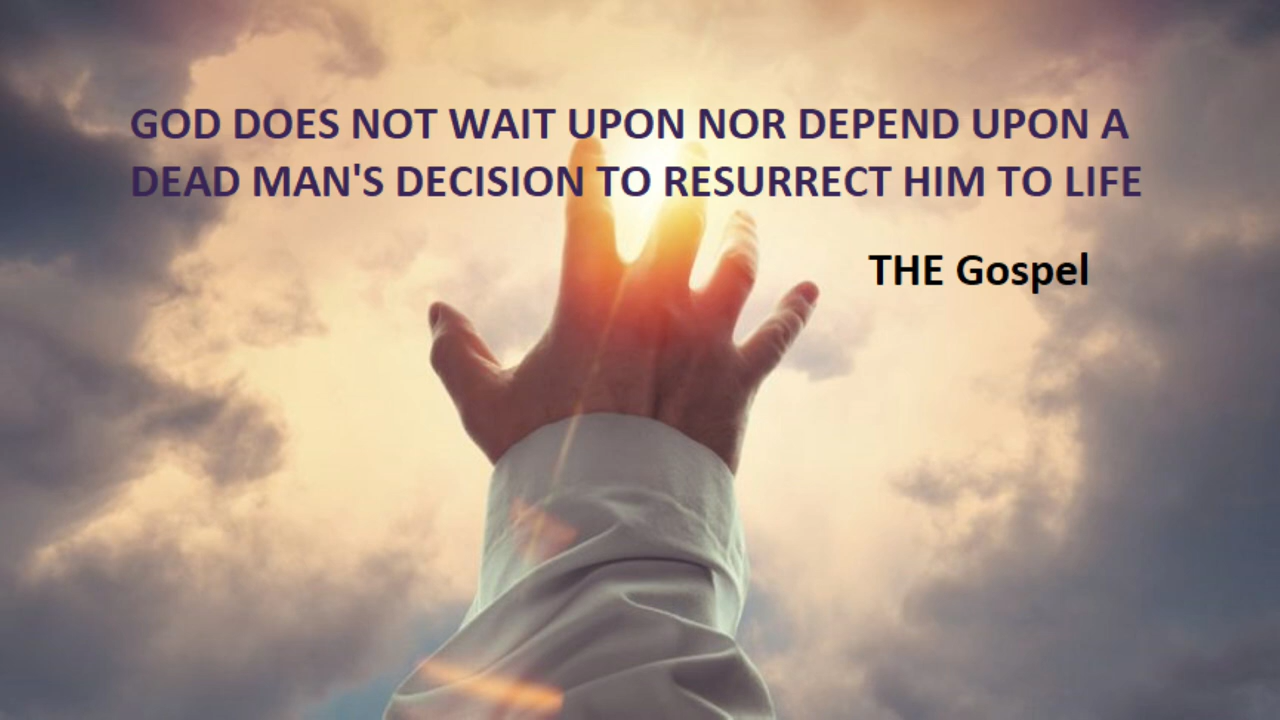 GOD DOES NOT WAIT UPON NOR DEPEND UPON A
DEAD MAN'S DECISION TO RESURRECT HIM TO LIFE
THE Gospel